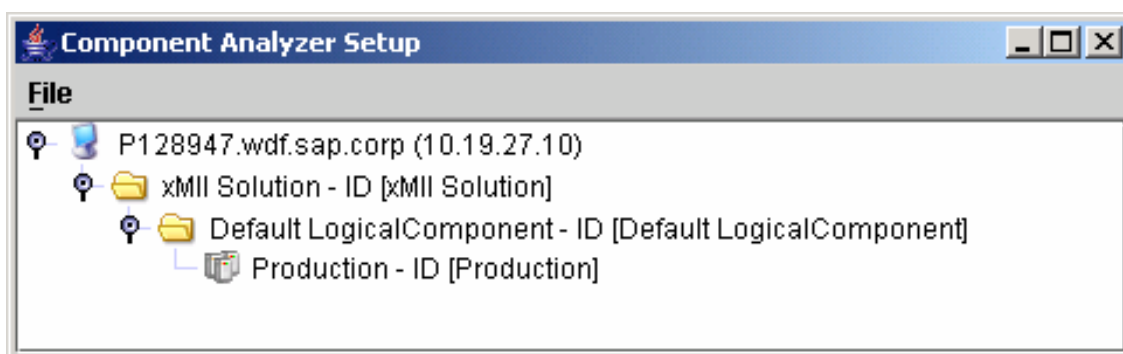 Component Analyzer Setup
File
P128947.wdf.sap.corp (10.19.27.10)
xMII Solution - ID [xMII Solution]
Default LogicalComponent - ID [Default LogicalComponent]
Production - ID [Production]